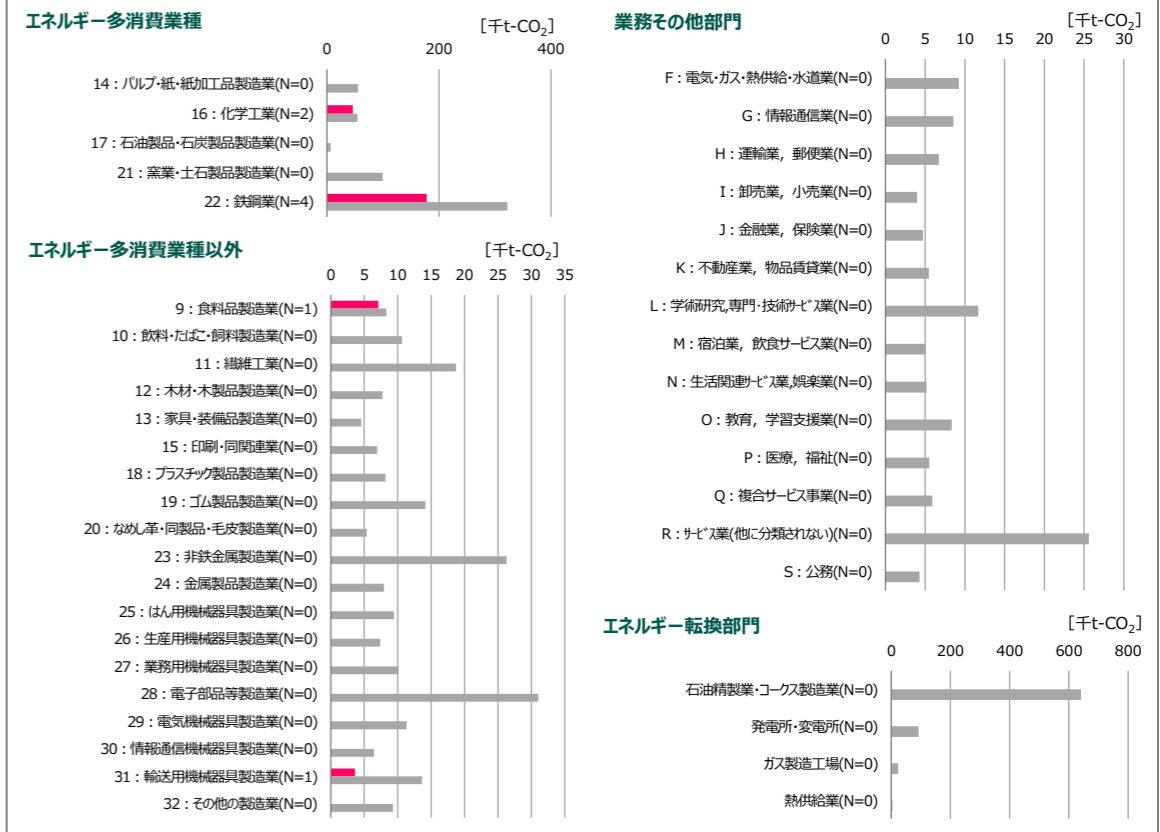 エネルギー多消費業種
[千t-CO2]
0 200 400
14：パルプ・紙・紙加工品製造業(N=0)
16：化学工業(N=2)
17：石油製品・石炭製品製造業(N=0)
21：窯業・土石製品製造業(N=0)
22：鉄鋼業(N=4)
エネルギー多消費業種以外
[千t-CO2]
0 5 10 15 20 25 30 35
9：食料品製造業(N=1)
10：飲料・たばこ・飼料製造業(N=0)
11：繊維工業(N=0)
12：木材・木製品製造業(N=0)
13：家具・装備品製造業(N=0)
15：印刷・同関連業(N=0)
18：プラスチック製品製造業(N=0)
19：ゴム製品製造業(N=0)
20：なめし革・同製品・毛皮製造業(N=0)
23：非鉄金属製造業(N=0)
24：金属製品製造業(N=0)
25：はん用機械器具製造業(N=0)
26：生産用機械器具製造業(N=0)
27：業務用機械器具製造業(N=0)
28：電子部品等製造業(N=0)
29：電気機械器具製造業(N=0)
30：情報通信機械器具製造業(N=0)
31：輸送用機械器具製造業(N=1)
32：その他の製造業(N=0)
業務その他部門
[千t-CO2]
0 5 10 15 20 25 30
F：電気・ガス・熱供給・水道業(N=0)
G：情報通信業(N=0)
H：運輸業，郵便業(N=0)
I：卸売業，小売業(N=0)
J：金融業，保険業(N=0)
K：不動産業，物品賃貸業(N=0)
L：学術研究,専門・技術ｻｰﾋﾞｽ業(N=0)
M：宿泊業，飲食サービス業(N=0)
N：生活関連ｻｰﾋﾞｽ業,娯楽業(N=0)
O：教育，学習支援業(N=0)
P：医療，福祉(N=0)
Q：複合サービス事業(N=0)
R：ｻｰﾋﾞｽ業(他に分類されない)(N=0)
S：公務(N=0)
エネルギー転換部門
[千t-CO2]
0 200 400 600 800
石油精製業・コークス製造業(N=0)
発電所・変電所(N=0)
ガス製造工場(N=0)
熱供給業(N=0)